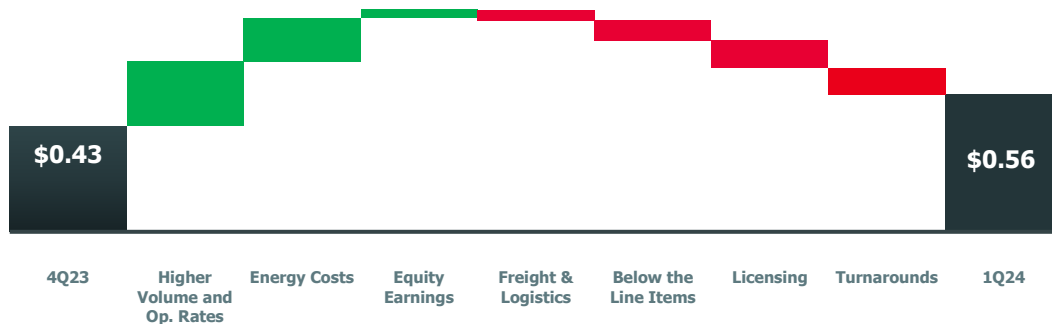 $0.43
$0.56
4Q23
Higher
Volume and
Op. Rates
Energy Costs
Equity
Earnings
Freight &
Logistics
Below the
Line Items
Licensing
Turnarounds
1Q24